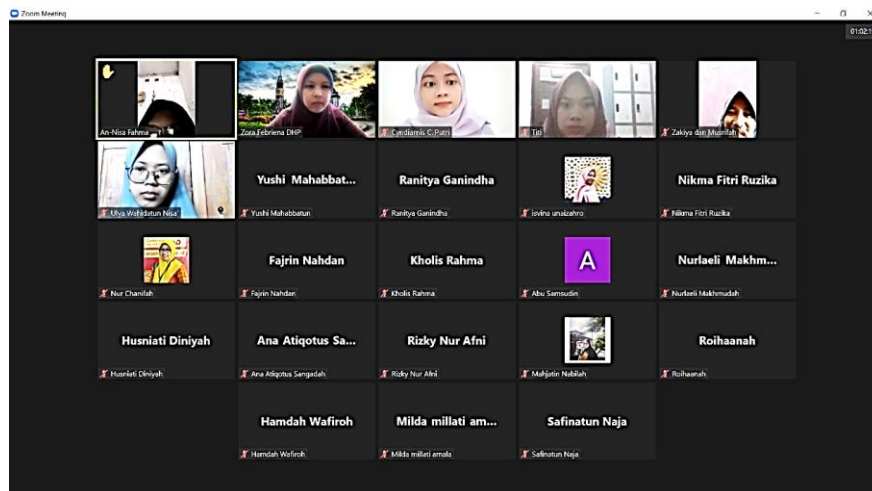 Zoom Meeting
An-Nisa Fahma
Zora Febriena DHP
Cyndiamis C. Putri
Titi
Zakiya dan Musrifah
Ulya Wahidatun Nisa'
Yushi Mahabbat...
Yushi Mahabbatun
Ranitya Ganindha
Ranitya Ganindha
isvina unaizahro
Nikma Fitri Ruzika
Nikma Fitri Ruzika
Nur Chanifah
Fajrin Nahdan
Fajrin Nahdan
Kholis Rahma
Kholis Rahma
A
Abu Samsudin
Nurlaeli Makhm...
Nurlaeli Makhmudah
Husniati Diniyah
Husniati Diniyah
Ana Atiqotus Sa...
Ana Atiqotus Sangadah
Rizky Nur Afni
Rizky Nur Afni
Mahjatin Nabilah
Roihaanah
Roihaanah
Hamdah Wafiroh
Hamdah Wafiroh
Milda millati am...
Milda millati amala
Safinatun Naja
Safinatun Naja